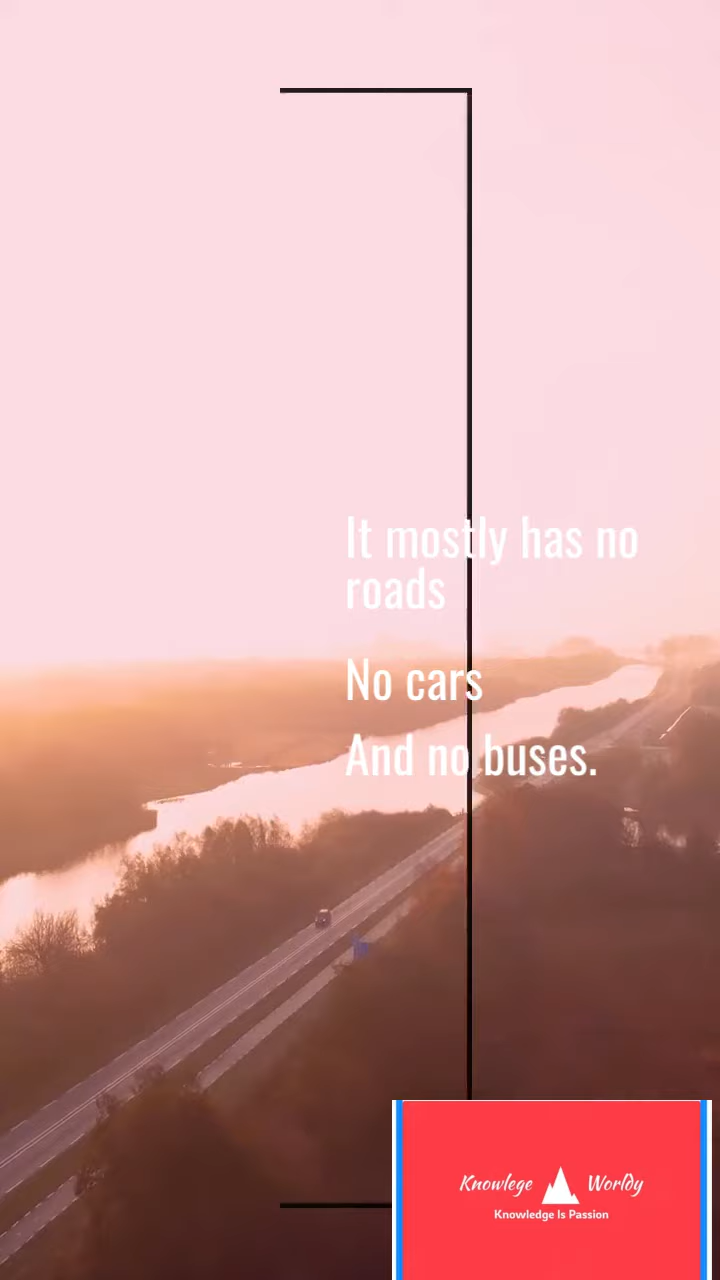 It mostly has no
roads
No cars
And no buses.
Knowlege Worldy
Knowledge Is Passion